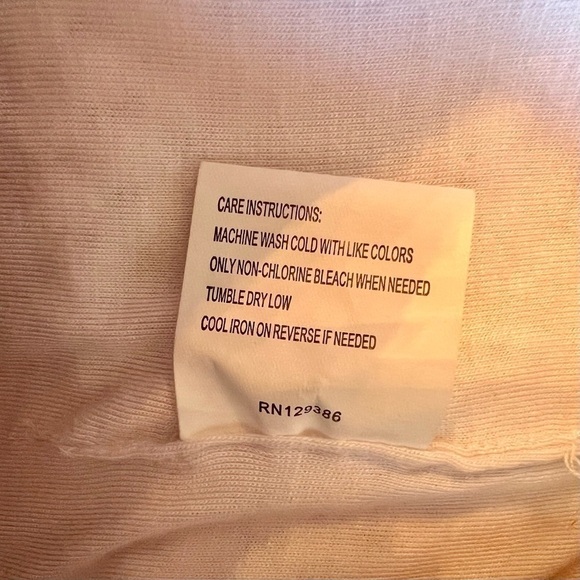 CARE INSTRUCTIONS:
MACHINE WASH COLD WITH LIKE COLORS
ONLY NON-CHLORINE BLEACH WHEN NEEDED
TUMBLE DRY LOW
COOL IRON ON REVERSE IF NEEDED
RN129386